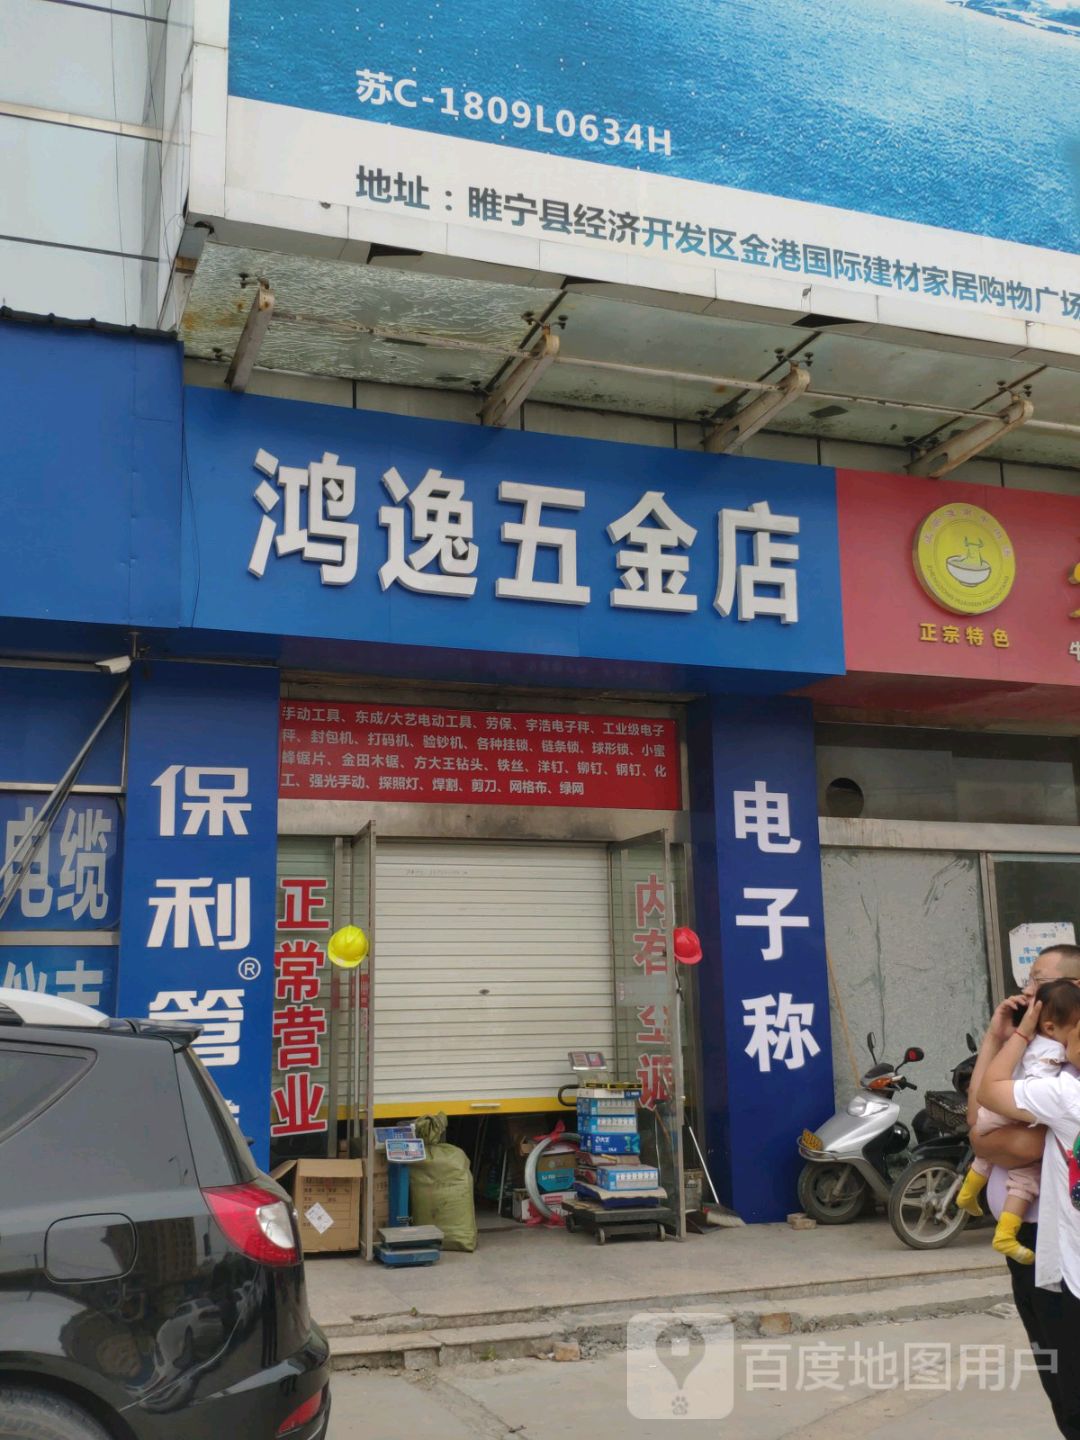 苏C-1809L0634H
地址：睢宁县经济开发区金港国际建材家居购物广场
鸿逸五金店
正宗特色
手动工具、东成/大艺电动工具、劳保、宇浩电子秤、工业级电子
秤、封包机、打码机、验钞机、各种挂锁、链条锁、球形锁、小蜜
蜂锯片、金田木锯、方大王钻头、铁丝、洋钉、铆钉、钢钉、化
工、强光手动、探照灯、焊割、剪刀、网格布、绿网
保利®管
电子称
电缆
正常营业
内有
百度地图用户